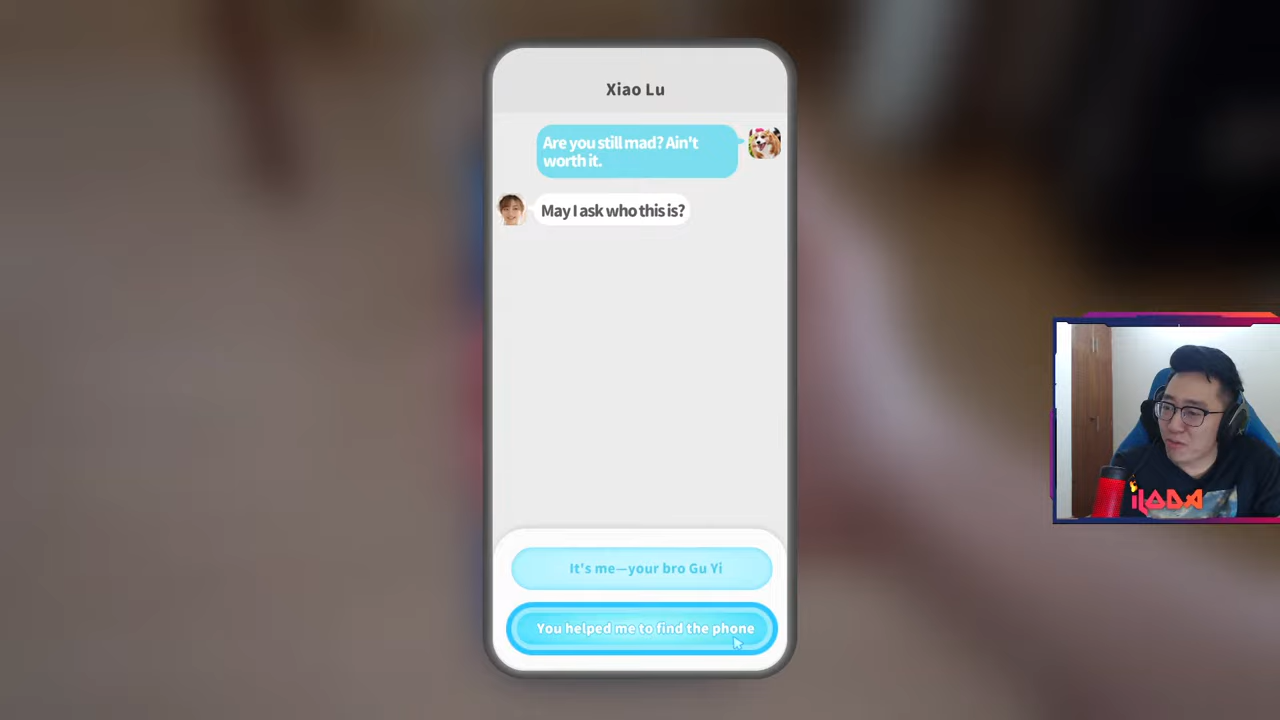 Xiao Lu
Are you still mad? Ain't
worth it.
May I ask who this is?
It's me—your bro Gu Yi
You helped me to find the phone
iLODA